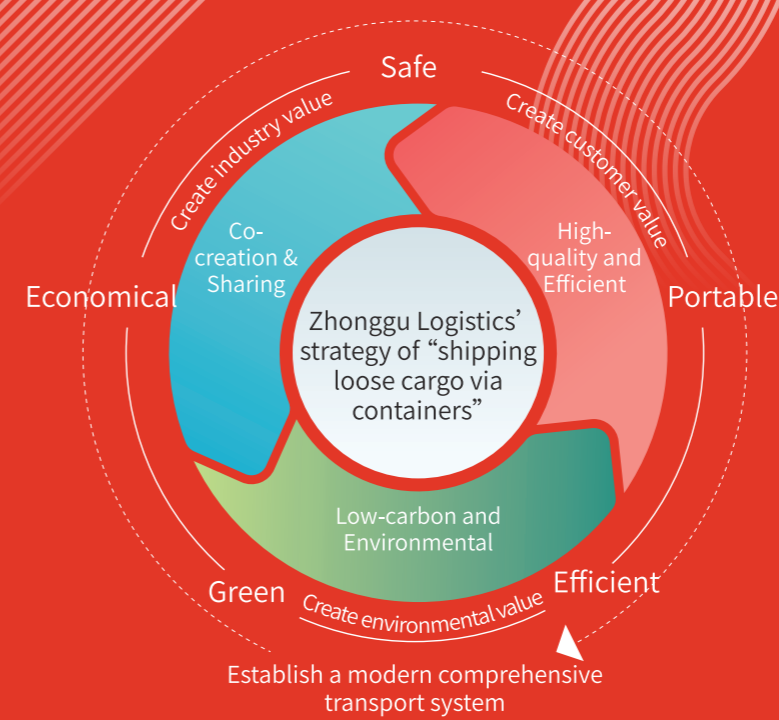 Safe
Create industry value
Create customer value
Co-
creation &
Sharing
High-
quality and
Efficient
Economical
Portable
Zhonggu Logistics’
strategy of “shipping
loose cargo via
containers”
Low-carbon and
Environmental
Green
Efficient
Create environmental value
Establish a modern comprehensive
transport system